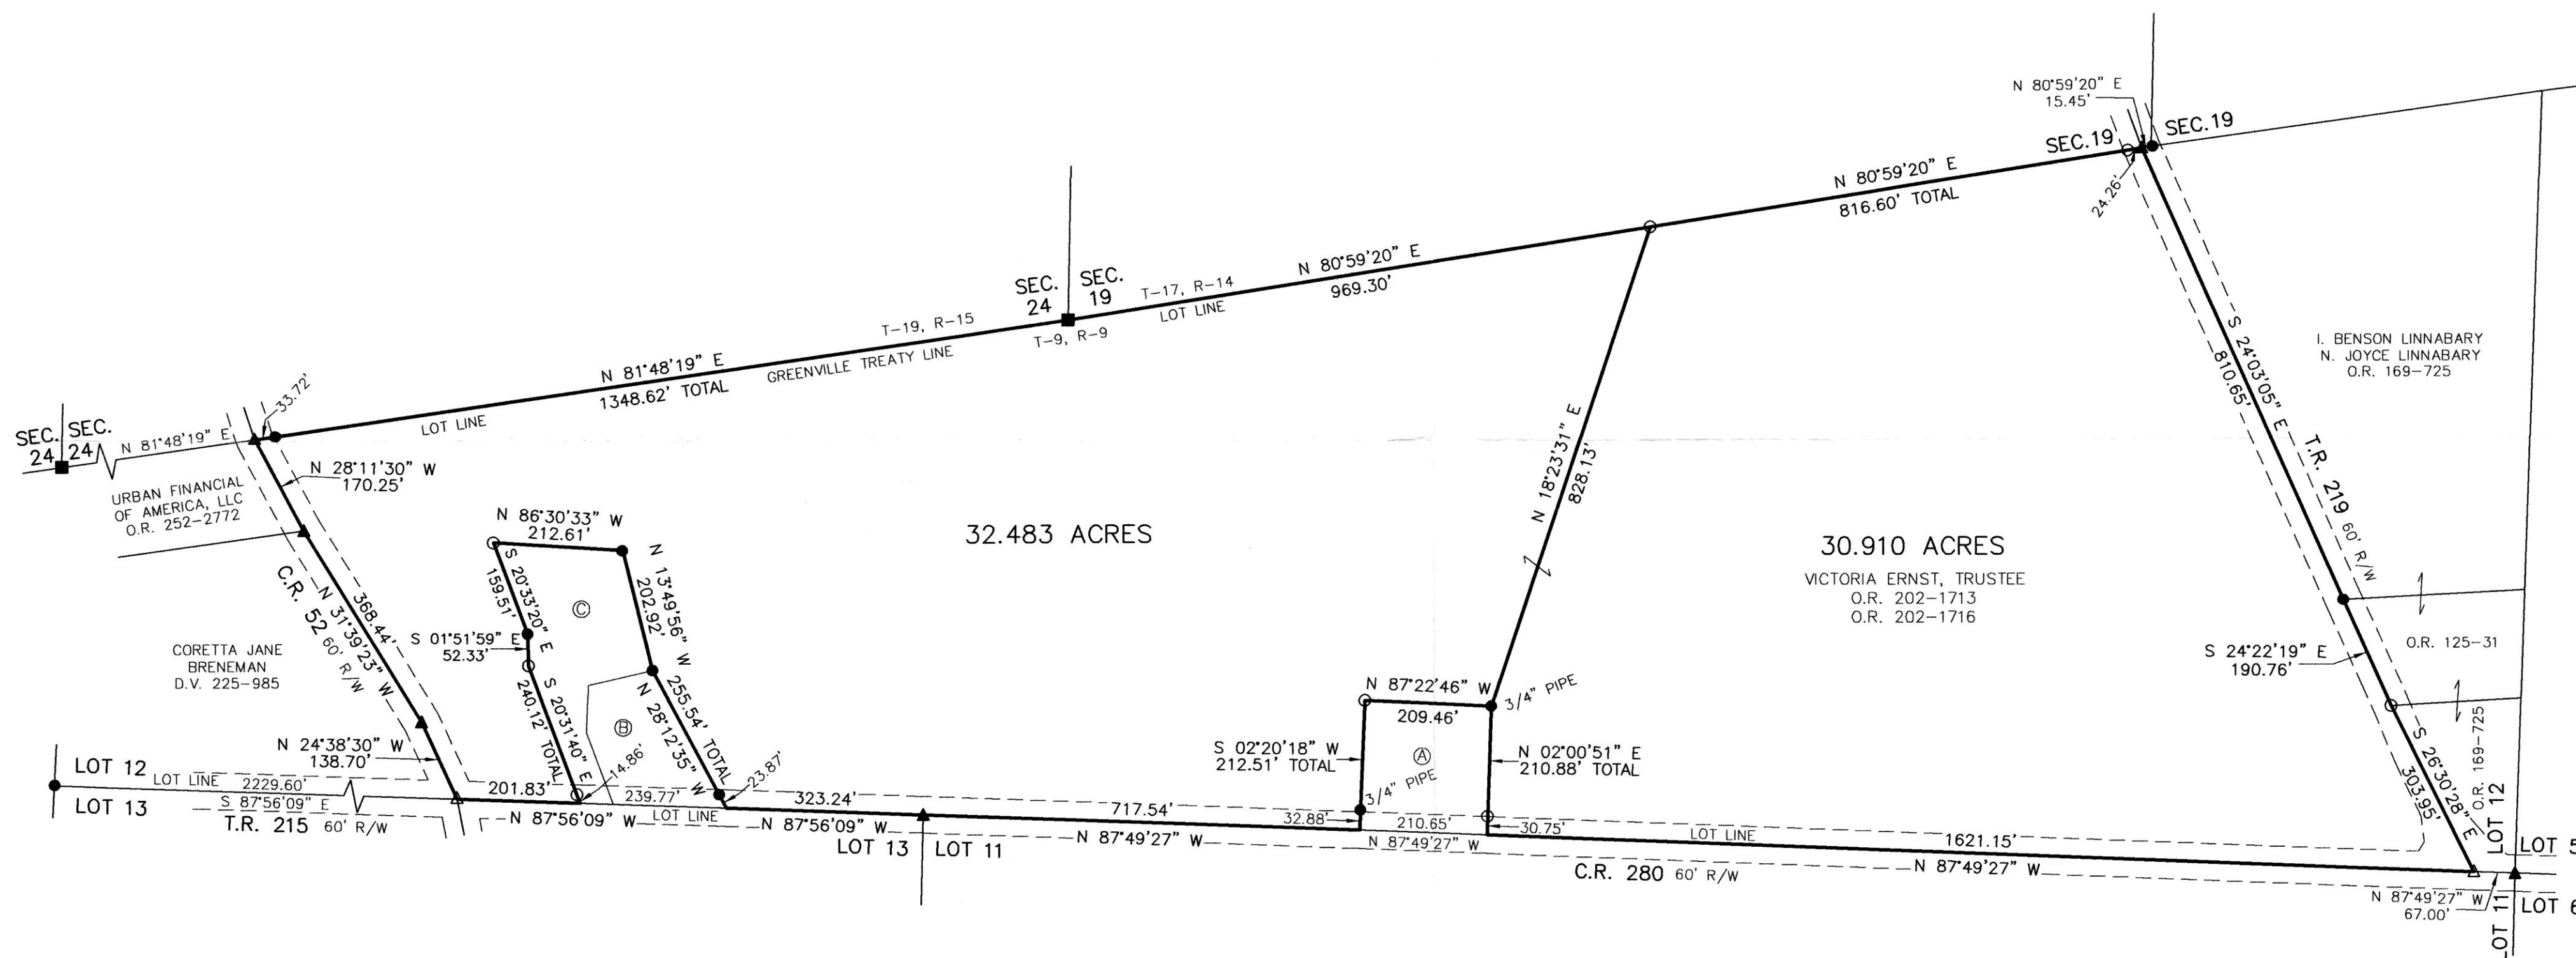 N 80°59'20" E
15.45'
SEC.19
SEC.19
24.26'
N 80°59'20" E
816.60' TOTAL
N 80°59'20" E
969.30'
SEC.
24
SEC.
19
T-17, R-14
LOT LINE
T-19, R-15
T-9, R-9
GREENVILLE TREATY LINE
N 81°48'19" E
1348.62' TOTAL
LOT LINE
33.72'
SEC.
24
SEC.
24
N 81°48'19" E
URBAN FINANCIAL
OF AMERICA, LLC
O.R. 252-2772
N 28°11'30" W
170.25'
C.R. 52 60' R/W
N 31°39'23" W
368.44'
CORETTA JANE
BRENEMAN
D.V. 225-985
N 24°38'30" W
138.70'
N 86°30'33" W
212.61'
S 20°33'20" E
159.51'
Ⓒ
N 13°49'56" W
202.92'
S 01°51'59" E
52.33'
S 20°31'40" E
240.12' TOTAL
Ⓑ
N 28°12'35" W
255.54' TOTAL
14.86'
23.87'
32.483 ACRES
N 18°23'31" E
828.13'
30.910 ACRES
VICTORIA ERNST, TRUSTEE
O.R. 202-1713
O.R. 202-1716
S 24°03'05" E
810.65'
T.R. 219 60' R/W
I. BENSON LINNABARY
N. JOYCE LINNABARY
O.R. 169-725
O.R. 125-31
S 24°22'19" E
190.76'
O.R. 169-725
S 26°30'28" E
303.95'
N 87°22'46" W
209.46'
3/4" PIPE
S 02°20'18" W
212.51' TOTAL
Ⓐ
N 02°00'51" E
210.88' TOTAL
3/4" PIPE
LOT 12
LOT 13
LOT LINE
2229.60'
S 87°56'09" E
T.R. 215 60' R/W
201.83'
N 87°56'09" W
239.77'
LOT LINE
323.24'
N 87°56'09" W
LOT 13
LOT 11
717.54'
N 87°49'27" W
32.88'
210.65'
N 87°49'27" W
30.75'
LOT LINE
1621.15'
C.R. 280 60' R/W
N 87°49'27" W
N 87°49'27" W
67.00'
LOT 12
LOT 11
LOT 5
LOT 6